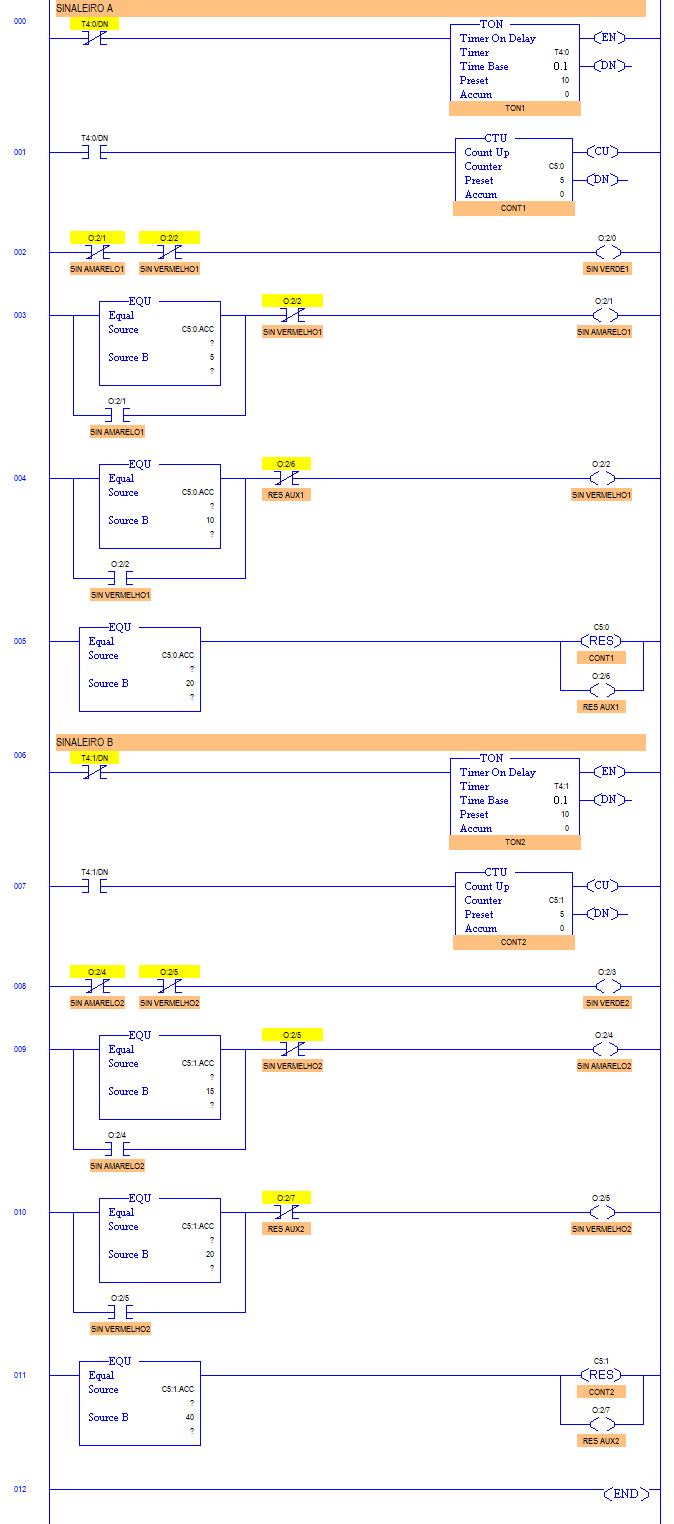 SINALEIRO A
000
T4:0/DN
TON
Timer On Delay
Timer T4:0
Time Base 0.1
Preset 10
Accum 0
EN
DN
TON1
001
T4:0/DN
CTU
Count Up
Counter C5:0
Preset 5
Accum 0
CU
DN
CONT1
002
O:2/1 O:2/2 O:2/0
SIN AMARELO1 SIN VERMELHO1 SIN VERDE1
003
EQU
Equal
Source C5:0.ACC
?
Source B 5
?
O:2/2
SIN VERMELHO1
O:2/1
SIN AMARELO1
O:2/1
SIN AMARELO1
004
EQU
Equal
Source C5:0.ACC
?
Source B 10
?
O:2/6
RES AUX1
O:2/2
SIN VERMELHO1
O:2/2
SIN VERMELHO1
005
EQU
Equal
Source C5:0.ACC
?
Source B 20
?
C5:0
RES
CONT1
O:2/6
RES AUX1
SINALEIRO B
006
T4:1/DN
TON
Timer On Delay
Timer T4:1
Time Base 0.1
Preset 10
Accum 0
EN
DN
TON2
007
T4:1/DN
CTU
Count Up
Counter C5:1
Preset 5
Accum 0
CU
DN
CONT2
008
O:2/4 O:2/5 O:2/3
SIN AMARELO2 SIN VERMELHO2 SIN VERDE2
009
EQU
Equal
Source C5:1.ACC
?
Source B 15
?
O:2/5
SIN VERMELHO2
O:2/4
SIN AMARELO2
O:2/4
SIN AMARELO2
010
EQU
Equal
Source C5:1.ACC
?
Source B 20
?
O:2/7
RES AUX2
O:2/5
SIN VERMELHO2
O:2/5
SIN VERMELHO2
011
EQU
Equal
Source C5:1.ACC
?
Source B 40
?
C5:1
RES
CONT2
O:2/7
RES AUX2
012
END